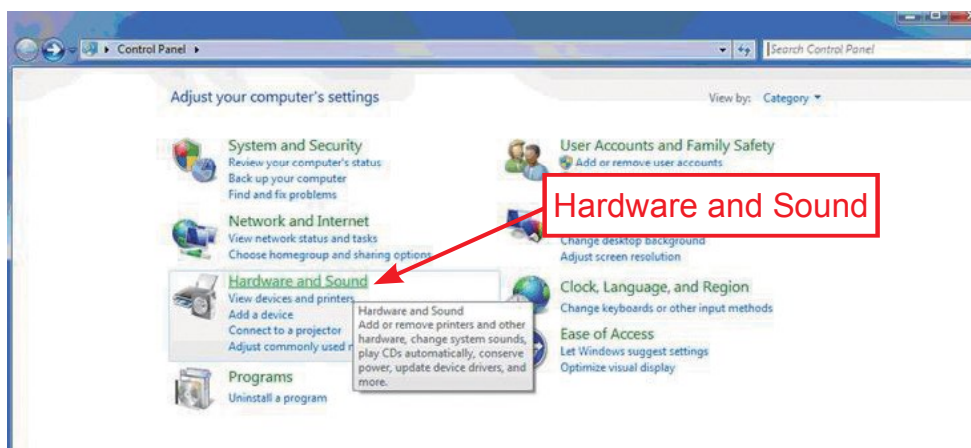 Control Panel
Search Control Panel
Adjust your computer's settings
View by: Category
System and Security
Review your computer's status
Back up your computer
Find and fix problems
Network and Internet
View network status and tasks
Choose homegroup and sharing options
Hardware and Sound
View devices and printers
Add a device
Connect to a projector
Adjust commonly used
Hardware and Sound
Add or remove printers and other
hardware, change system sounds,
play CDs automatically, conserve
power, update device drivers, and
more.
Programs
Uninstall a program
User Accounts and Family Safety
Add or remove user accounts
Hardware and Sound
Change desktop background
Adjust screen resolution
Clock, Language, and Region
Change keyboards or other input methods
Ease of Access
Let Windows suggest settings
Optimize visual display